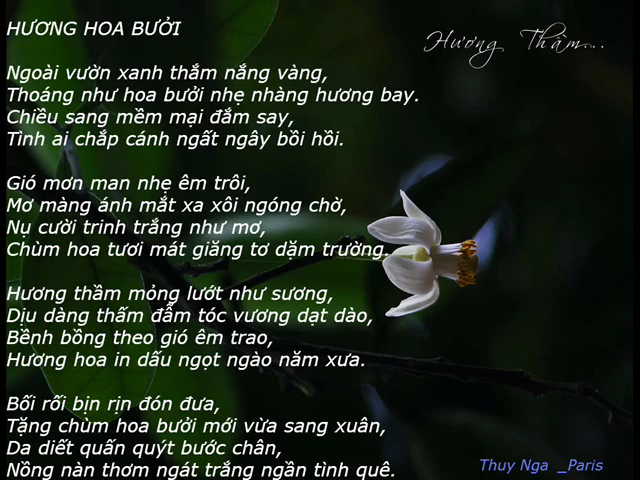 HƯƠNG HOA BƯỞI
Hương Thầm...
Ngoài vườn xanh thắm nắng vàng,
Thoáng như hoa bưởi nhẹ nhàng hương bay.
Chiều sang mềm mại đắm say,
Tình ai chắp cánh ngất ngây bồi hồi.
Gió mơn man nhẹ êm trôi,
Mơ màng ánh mắt xa xôi ngóng chờ,
Nụ cười trinh trắng như mơ,
Chùm hoa tươi mát giăng tơ dặm trường.
Hương thầm mỏng lướt như sương,
Dịu dàng thấm đẫm tóc vương dạt dào,
Bềnh bồng theo gió êm trao,
Hương hoa in dấu ngọt ngào năm xưa.
Bối rối bịn rịn đón đưa,
Tặng chùm hoa bưởi mới vừa sang xuân,
Da diết quấn quýt bước chân,
Nồng nàn thơm ngát trắng ngần tình quê.
Thuy Nga _Paris